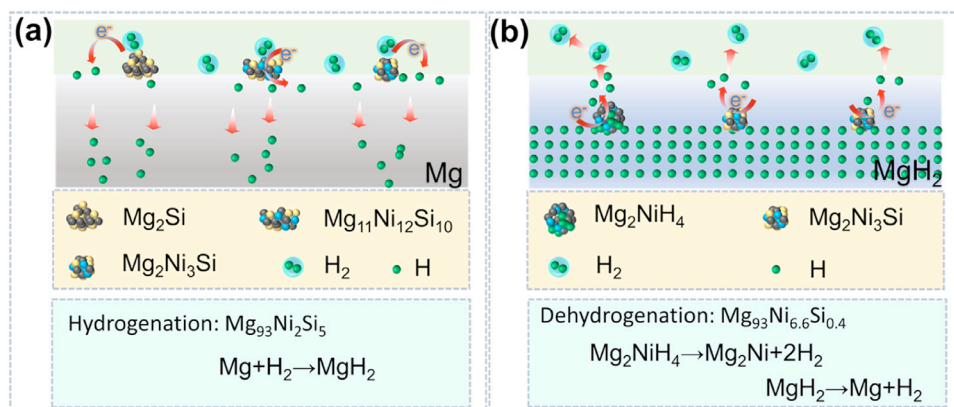 (a)
e⁻
e⁻
e⁻
Mg
Mg₂Si
Mg₁₁Ni₁₂Si₁₀
Mg₂Ni₃Si
H₂
H
Hydrogenation: Mg₉₃Ni₂Si₅
Mg+H₂→MgH₂
(b)
e⁻
e⁻
e⁻
MgH₂
Mg₂NiH₄
Mg₂Ni₃Si
H₂
H
Dehydrogenation: Mg₉₃Ni₆.₆Si₀.₄
Mg₂NiH₄→Mg₂Ni+2H₂
MgH₂→Mg+H₂